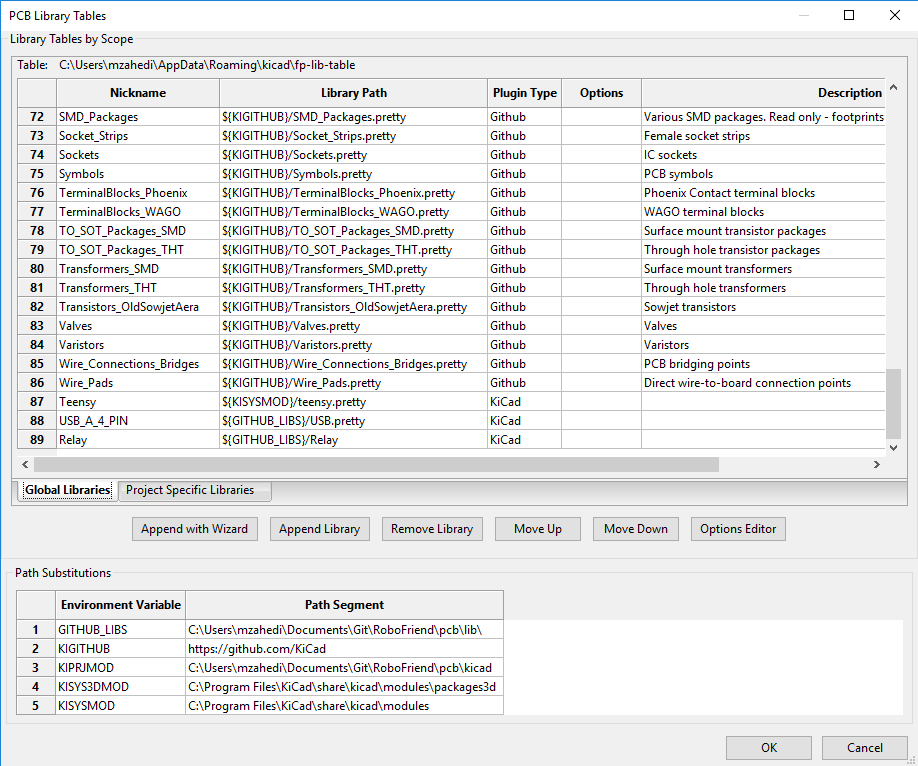 PCB Library Tables
Library Tables by Scope
Table: C:\Users\mzahedi\AppData\Roaming\kicad\fp-lib-table
Nickname Library Path Plugin Type Options Description
72 SMD_Packages ${KIGITHUB}/SMD_Packages.pretty Github Various SMD packages. Read only - footprints
73 Socket_Strips ${KIGITHUB}/Socket_Strips.pretty Github Female socket strips
74 Sockets ${KIGITHUB}/Sockets.pretty Github IC sockets
75 Symbols ${KIGITHUB}/Symbols.pretty Github PCB symbols
76 TerminalBlocks_Phoenix ${KIGITHUB}/TerminalBlocks_Phoenix.pretty Github Phoenix Contact terminal blocks
77 TerminalBlocks_WAGO ${KIGITHUB}/TerminalBlocks_WAGO.pretty Github WAGO terminal blocks
78 TO_SOT_Packages_SMD ${KIGITHUB}/TO_SOT_Packages_SMD.pretty Github Surface mount transistor packages
79 TO_SOT_Packages_THT ${KIGITHUB}/TO_SOT_Packages_THT.pretty Github Through hole transistor packages
80 Transformers_SMD ${KIGITHUB}/Transformers_SMD.pretty Github Surface mount transformers
81 Transformers_THT ${KIGITHUB}/Transformers_THT.pretty Github Through hole transformers
82 Transistors_OldSowjetAera ${KIGITHUB}/Transistors_OldSowjetAera.pretty Github Sowjet transistors
83 Valves ${KIGITHUB}/Valves.pretty Github Valves
84 Varistors ${KIGITHUB}/Varistors.pretty Github Varistors
85 Wire_Connections_Bridges ${KIGITHUB}/Wire_Connections_Bridges.pretty Github PCB bridging points
86 Wire_Pads ${KIGITHUB}/Wire_Pads.pretty Github Direct wire-to-board connection points
87 Teensy ${KISYSMOD}/teensy.pretty KiCad
88 USB_A_4_PIN ${GITHUB_LIBS}/USB.pretty KiCad
89 Relay ${GITHUB_LIBS}/Relay KiCad
Global Libraries Project Specific Libraries
Append with Wizard Append Library Remove Library Move Up Move Down Options Editor
Path Substitutions
Environment Variable Path Segment
1 GITHUB_LIBS C:\Users\mzahedi\Documents\Git\RoboFriend\pcb\lib\
2 KIGITHUB https://github.com/KiCad
3 KIPRJMOD C:\Users\mzahedi\Documents\Git\RoboFriend\pcb\kicad
4 KISYS3DMOD C:\Program Files\KiCad\share\kicad\modules\packages3d
5 KISYSMOD C:\Program Files\KiCad\share\kicad\modules
OK Cancel